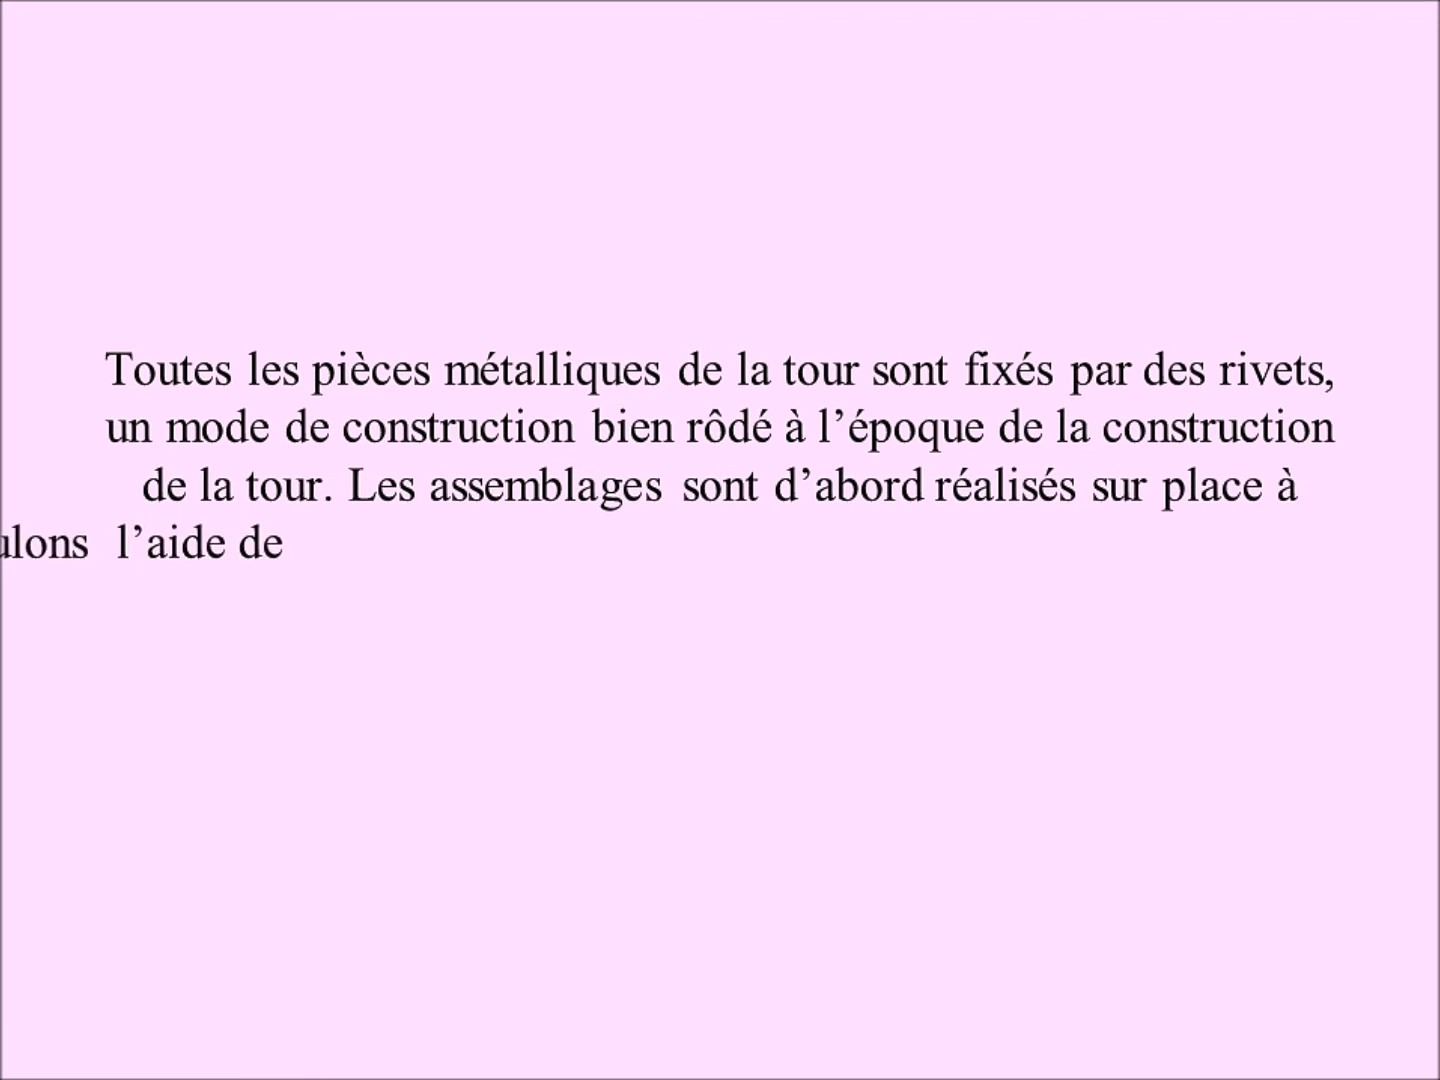 Toutes les pièces métalliques de la tour sont fixés par des rivets,
un mode de construction bien rôdé à l’époque de la construction
de la tour. Les assemblages sont d’abord réalisés sur place à
l’aide de